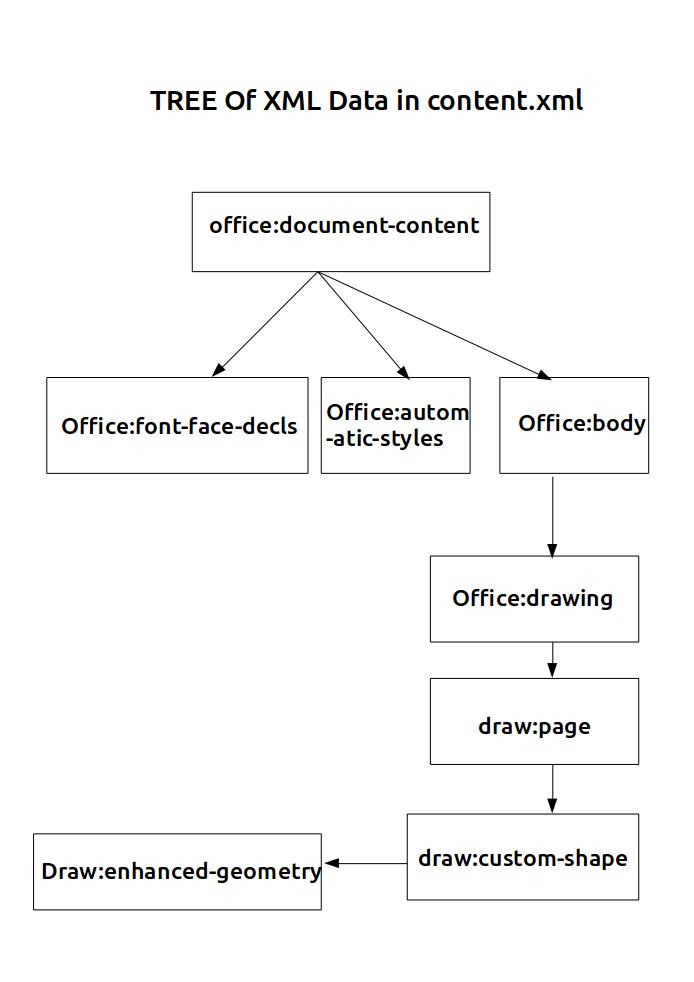 TREE Of XML Data in content.xml
office:document-content
Office:font-face-decls
Office:autom
-atic-styles
Office:body
Office:drawing
draw:page
draw:custom-shape
Draw:enhanced-geometry